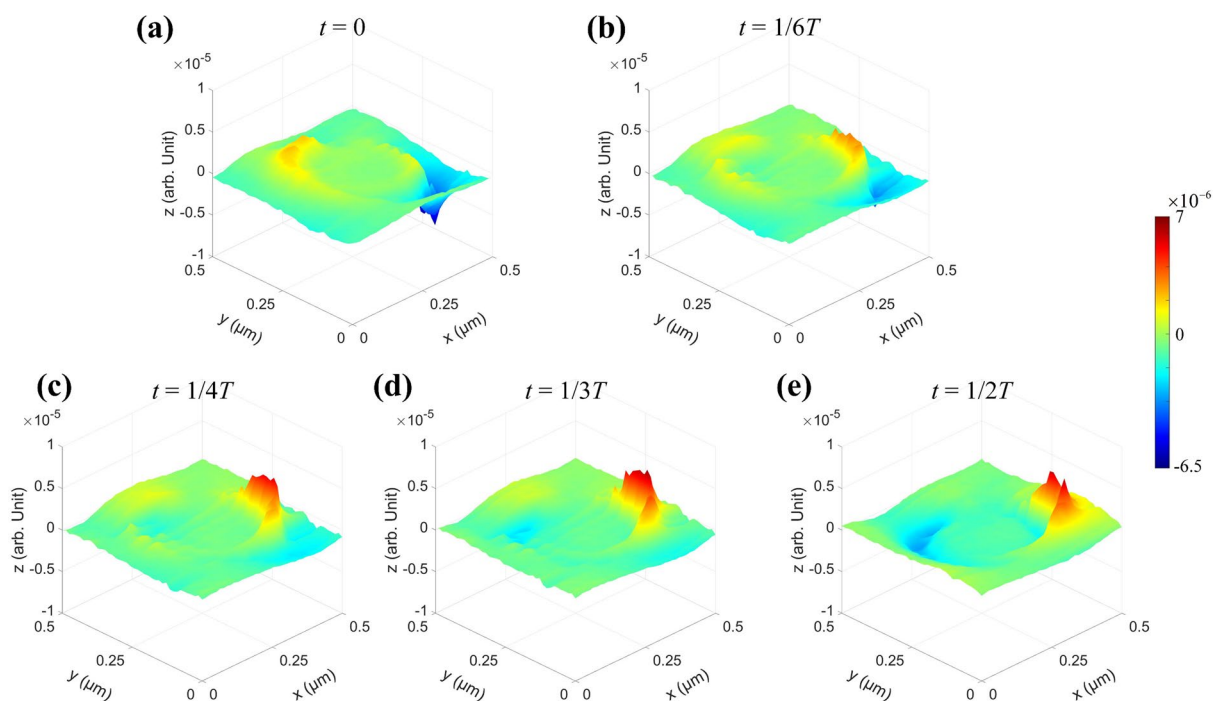 (a)
t = 0
×10⁻⁵
1
0.5
0
-0.5
-1
z (arb. Unit)
0.5
0.25
0
y (μm)
0
0.25
0.5
x (μm)
(b)
t = 1/6T
×10⁻⁵
1
0.5
0
-0.5
-1
z (arb. Unit)
0.5
0.25
0
y (μm)
0
0.25
0.5
x (μm)
×10⁻⁶
7
0
-6.5
(c)
t = 1/4T
×10⁻⁵
1
0.5
0
-0.5
-1
z (arb. Unit)
0.5
0.25
0
y (μm)
0
0.25
0.5
x (μm)
(d)
t = 1/3T
×10⁻⁵
1
0.5
0
-0.5
-1
z (arb. Unit)
0.5
0.25
0
y (μm)
0
0.25
0.5
x (μm)
(e)
t = 1/2T
×10⁻⁵
1
0.5
0
-0.5
-1
z (arb. Unit)
0.5
0.25
0
y (μm)
0
0.25
0.5
x (μm)